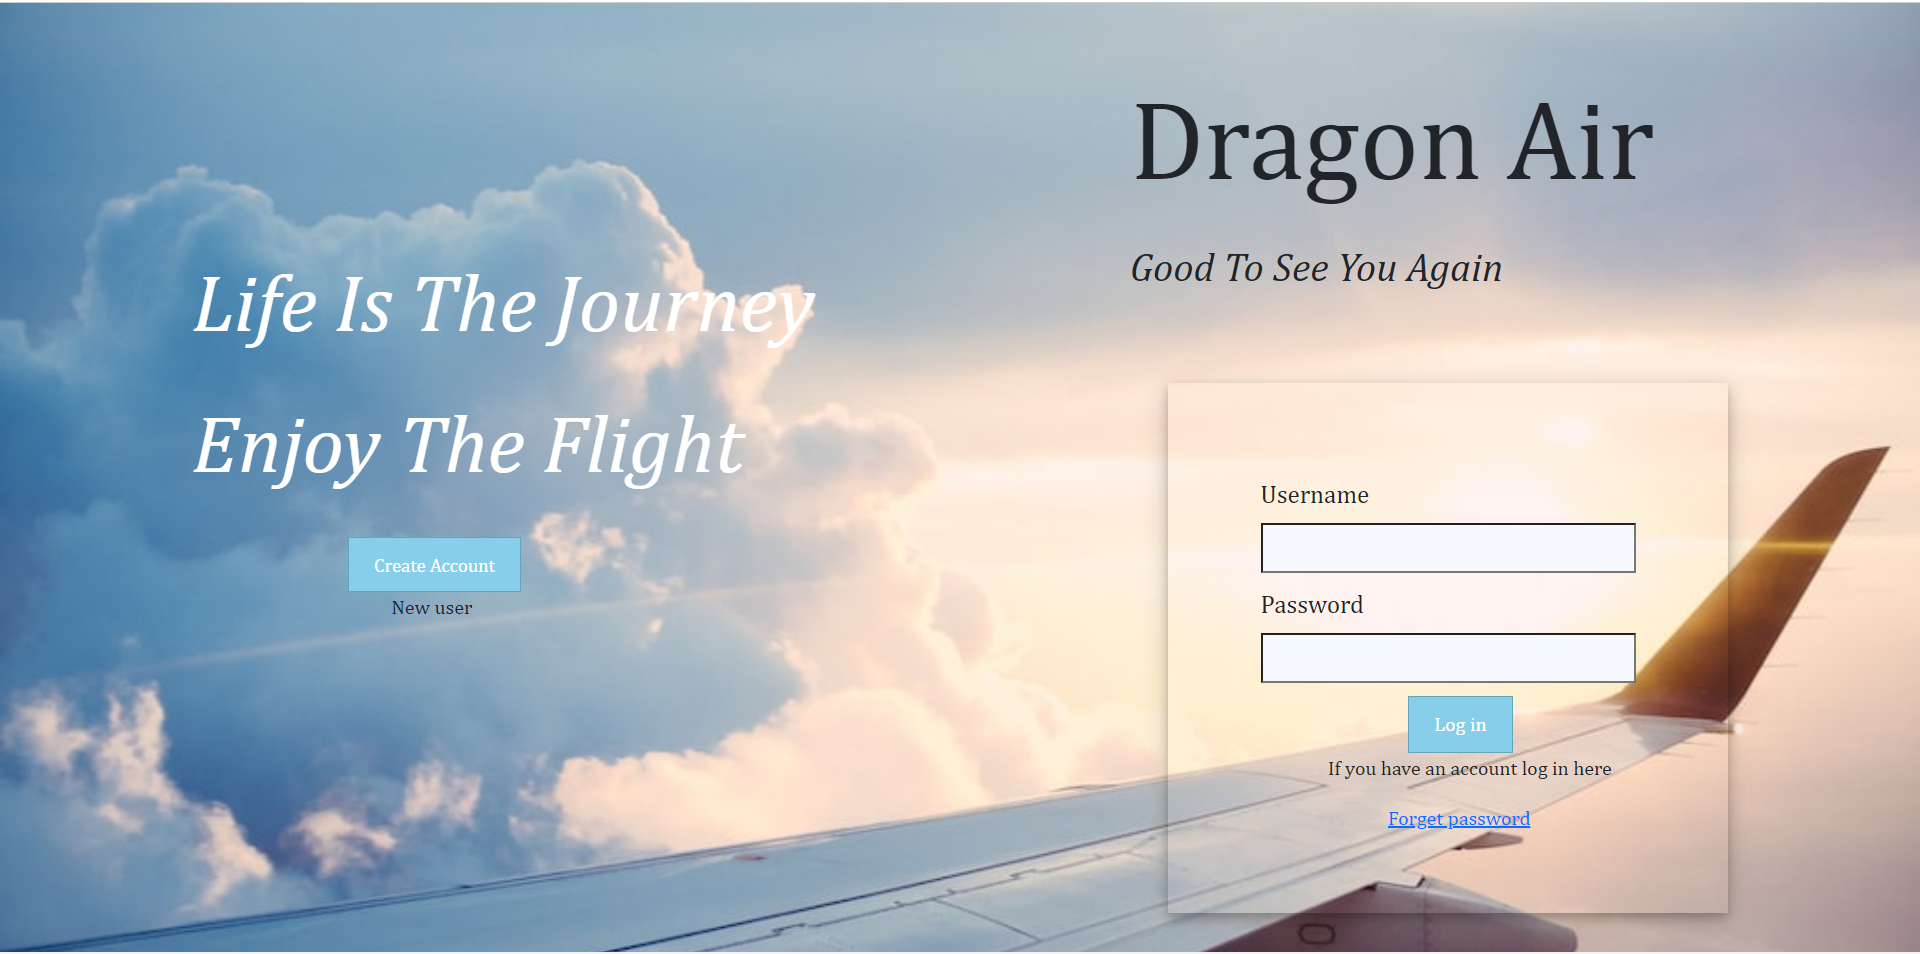 Dragon Air
Good To See You Again
Life Is The Journey
Enjoy The Flight
Create Account
New user
Username
Password
Log in
If you have an account log in here
Forget password